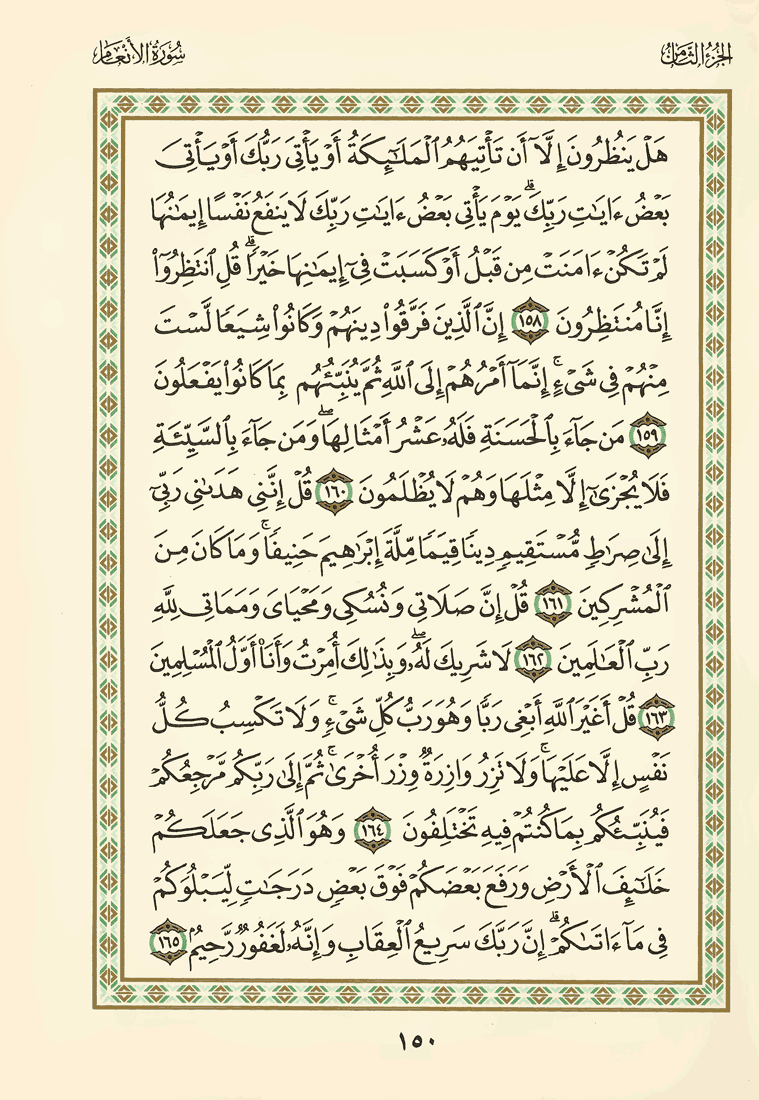 الجزء الثامن
سورة الأنعام
هَلْ يَنظُرُونَ إِلَّآ أَن تَأْتِيَهُمُ ٱلْمَلَٰٓئِكَةُ أَوْ يَأْتِىَ رَبُّكَ أَوْ يَأْتِىَ
بَعْضُ ءَايَٰتِ رَبِّكَ ۗ يَوْمَ يَأْتِى بَعْضُ ءَايَٰتِ رَبِّكَ لَا يَنفَعُ نَفْسًا إِيمَٰنُهَا
لَمْ تَكُنْ ءَامَنَتْ مِن قَبْلُ أَوْ كَسَبَتْ فِىٓ إِيمَٰنِهَا خَيْرًا ۗ قُلِ ٱنتَظِرُوٓا۟
إِنَّا مُنتَظِرُونَ ١٥٨ إِنَّ ٱلَّذِينَ فَرَّقُوا۟ دِينَهُمْ وَكَانُوا۟ شِيَعًا لَّسْتَ
مِنْهُمْ فِى شَىْءٍ ۚ إِنَّمَآ أَمْرُهُمْ إِلَى ٱللَّهِ ثُمَّ يُنَبِّئُهُم بِمَا كَانُوا۟ يَفْعَلُونَ
١٥٩ مَن جَآءَ بِٱلْحَسَنَةِ فَلَهُۥ عَشْرُ أَمْثَالِهَا ۖ وَمَن جَآءَ بِٱلسَّيِّئَةِ
فَلَا يُجْزَىٰٓ إِلَّا مِثْلَهَا وَهُمْ لَا يُظْلَمُونَ ١٦٠ قُلْ إِنَّنِى هَدَىٰنِى رَبِّىٓ
إِلَىٰ صِرَٰطٍ مُّسْتَقِيمٍ دِينًا قِيَمًا مِّلَّةَ إِبْرَٰهِيمَ حَنِيفًا ۚ وَمَا كَانَ مِنَ
ٱلْمُشْرِكِينَ ١٦١ قُلْ إِنَّ صَلَاتِى وَنُسُكِى وَمَحْيَاىَ وَمَمَاتِى لِلَّهِ
رَبِّ ٱلْعَٰلَمِينَ ١٦٢ لَا شَرِيكَ لَهُۥ ۖ وَبِذَٰلِكَ أُمِرْتُ وَأَنَا۠ أَوَّلُ ٱلْمُسْلِمِينَ
١٦٣ قُلْ أَغَيْرَ ٱللَّهِ أَبْغِى رَبًّا وَهُوَ رَبُّ كُلِّ شَىْءٍ ۚ وَلَا تَكْسِبُ كُلُّ
نَفْسٍ إِلَّا عَلَيْهَا ۚ وَلَا تَزِرُ وَازِرَةٌ وِزْرَ أُخْرَىٰ ۚ ثُمَّ إِلَىٰ رَبِّكُم مَّرْجِعُكُمْ
فَيُنَبِّئُكُم بِمَا كُنتُمْ فِيهِ تَخْتَلِفُونَ ١٦٤ وَهُوَ ٱلَّذِى جَعَلَكُمْ
خَلَٰٓئِفَ ٱلْأَرْضِ وَرَفَعَ بَعْضَكُمْ فَوْقَ بَعْضٍ دَرَجَٰتٍ لِّيَبْلُوَكُمْ
فِى مَآ ءَاتَىٰكُمْ ۗ إِنَّ رَبَّكَ سَرِيعُ ٱلْعِقَابِ وَإِنَّهُۥ لَغَفُورٌ رَّحِيمٌۢ ١٦٥
١٥٠